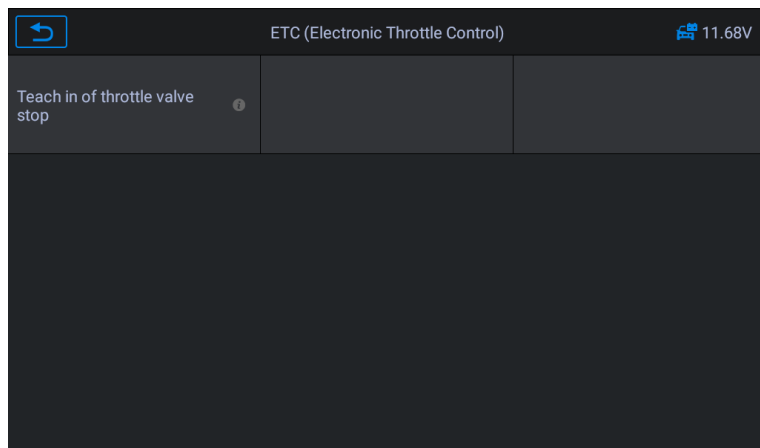 ETC (Electronic Throttle Control)
11.68V
Teach in of throttle valve
stop